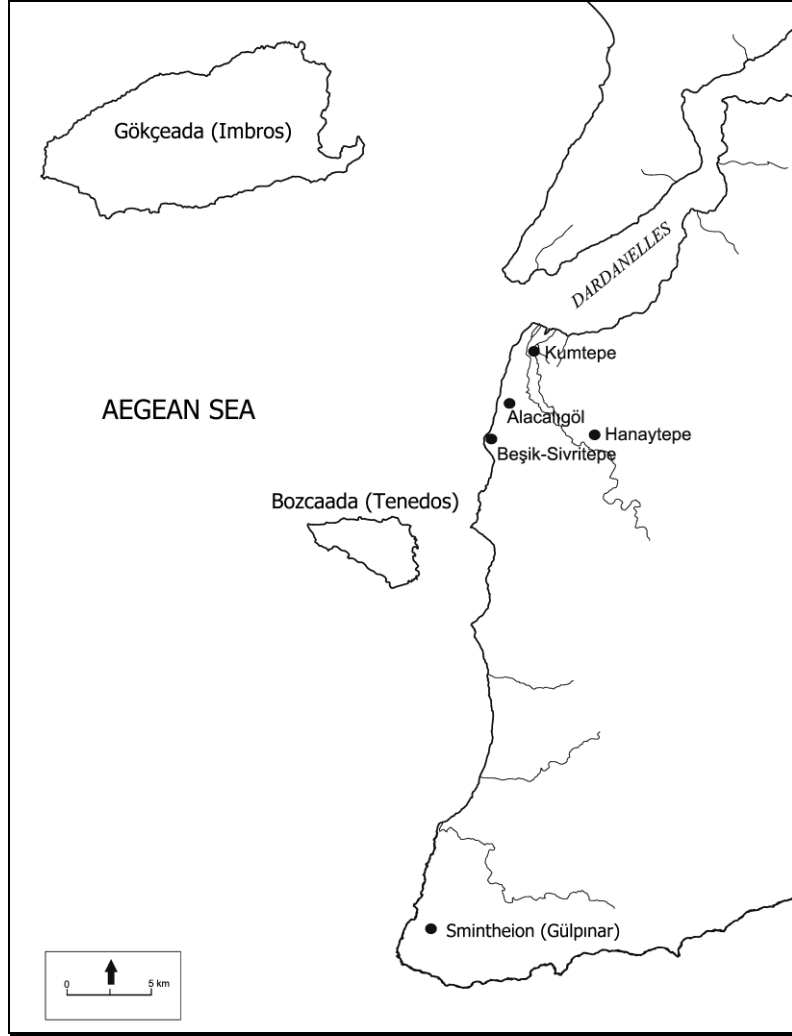 Gökçeada (Imbros)
DARDANELLES
Kumtepe
AEGEAN SEA
Alacalıgöl
Hanaytepe
Beşik-Sivritepe
Bozcaada (Tenedos)
Smintheion (Gülpınar)
0 5 km